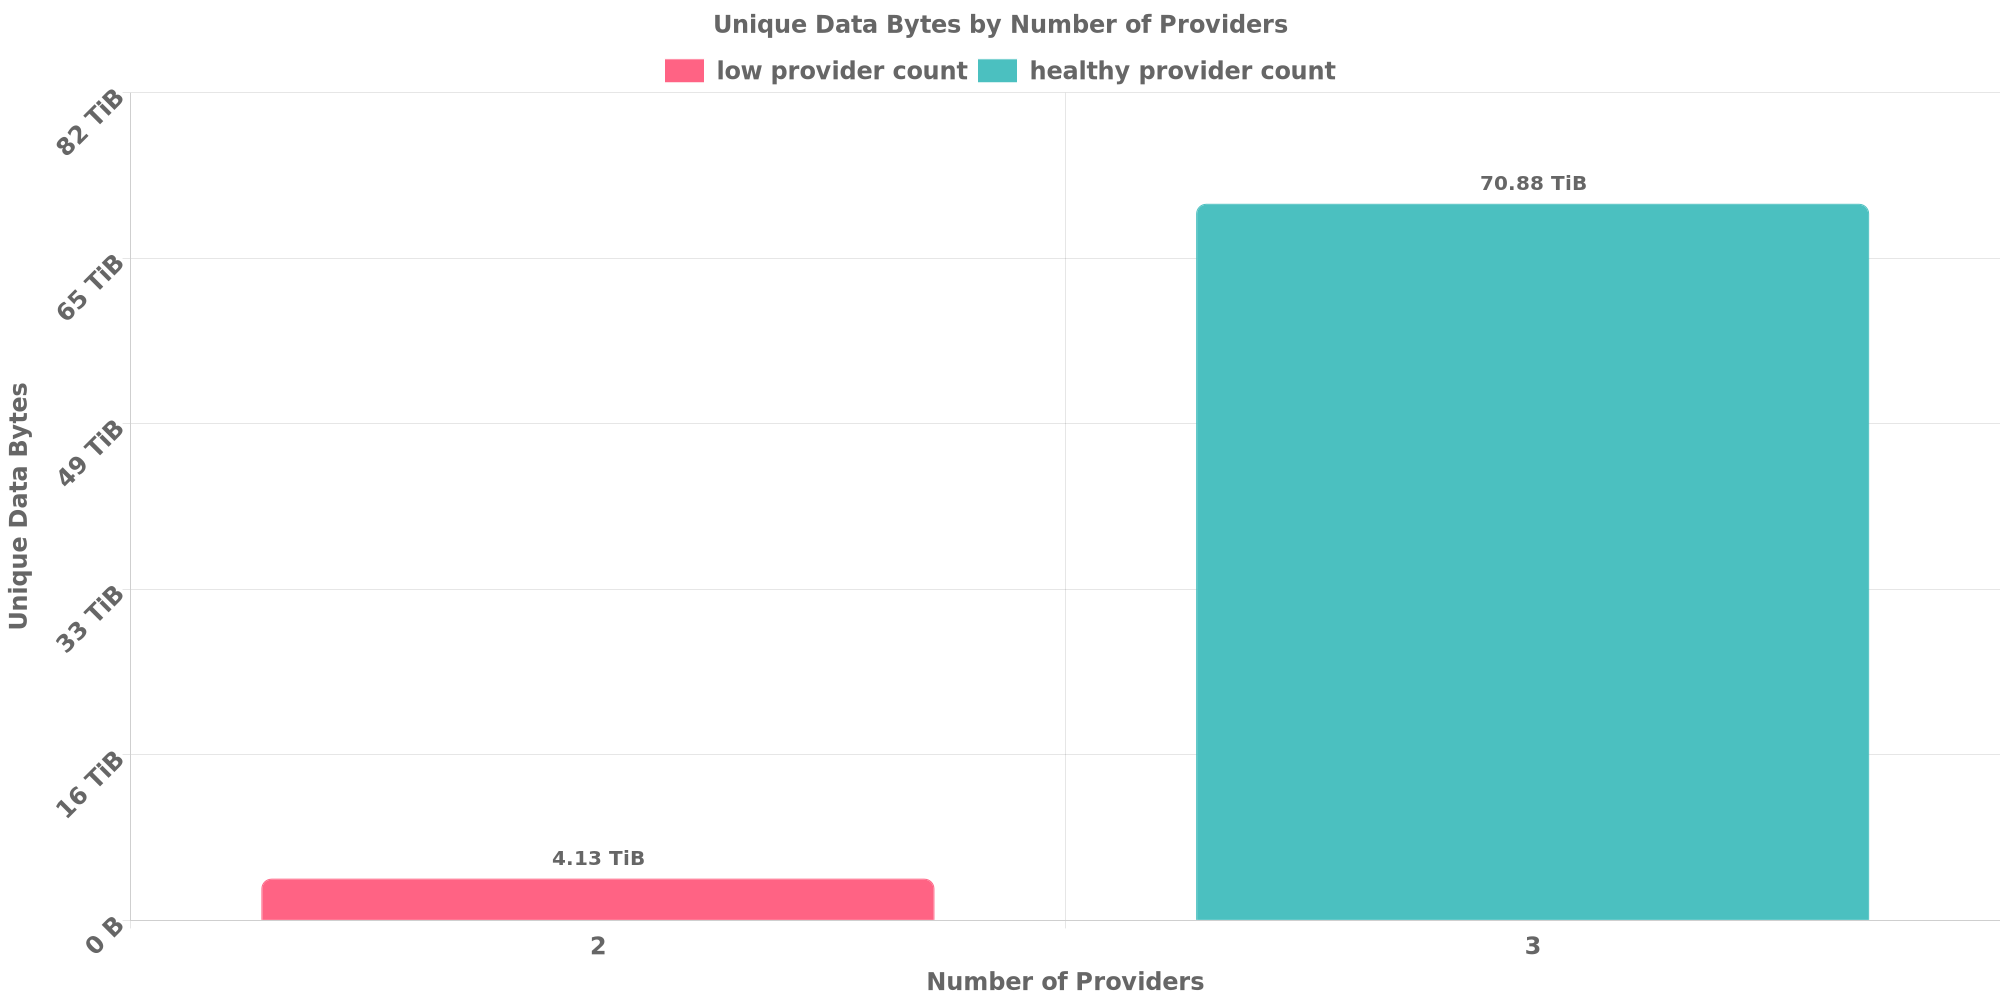 Unique Data Bytes by Number of Providers
low provider count
healthy provider count
82 TiB
65 TiB
49 TiB
33 TiB
16 TiB
0 B
Unique Data Bytes
70.88 TiB
4.13 TiB
2
3
Number of Providers